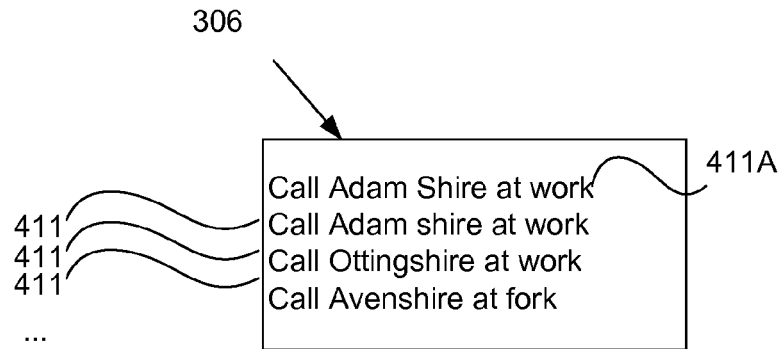 306
Call Adam Shire at work
411A
411
Call Adam shire at work
411
Call Ottingshire at work
411
Call Avenshire at fork
...